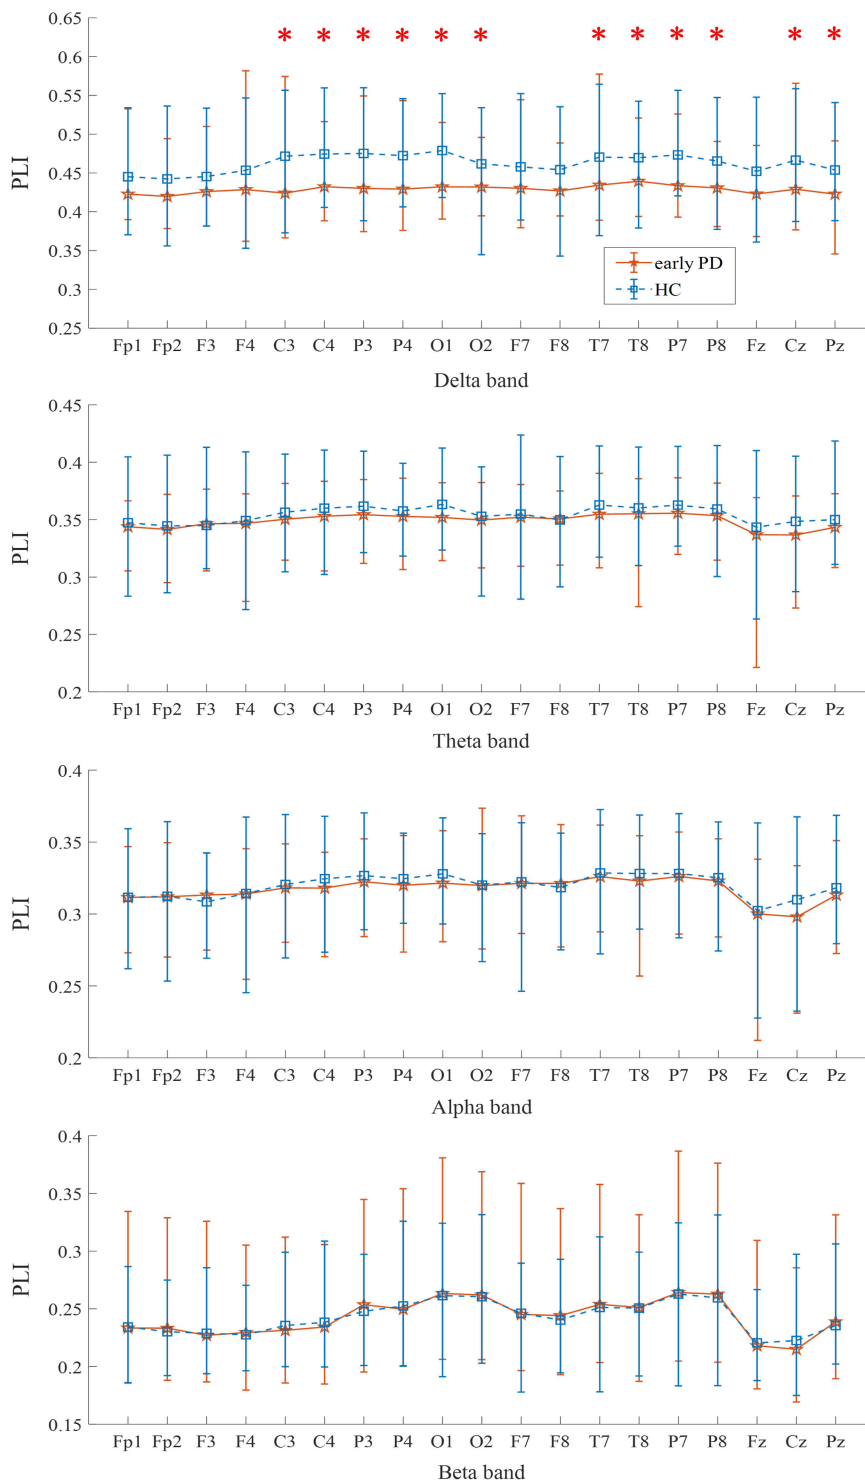 0.65
* * * * * * * * * * * *
0.6
0.55
0.5
0.45
0.4
0.35
0.3
0.25
PLI
early PD
HC
Fp1 Fp2 F3 F4 C3 C4 P3 P4 O1 O2 F7 F8 T7 T8 P7 P8 Fz Cz Pz
Delta band
0.45
0.4
0.35
0.3
0.25
0.2
PLI
Fp1 Fp2 F3 F4 C3 C4 P3 P4 O1 O2 F7 F8 T7 T8 P7 P8 Fz Cz Pz
Theta band
0.4
0.35
0.3
0.25
0.2
PLI
Fp1 Fp2 F3 F4 C3 C4 P3 P4 O1 O2 F7 F8 T7 T8 P7 P8 Fz Cz Pz
Alpha band
0.4
0.35
0.3
0.25
0.2
0.15
PLI
Fp1 Fp2 F3 F4 C3 C4 P3 P4 O1 O2 F7 F8 T7 T8 P7 P8 Fz Cz Pz
Beta band